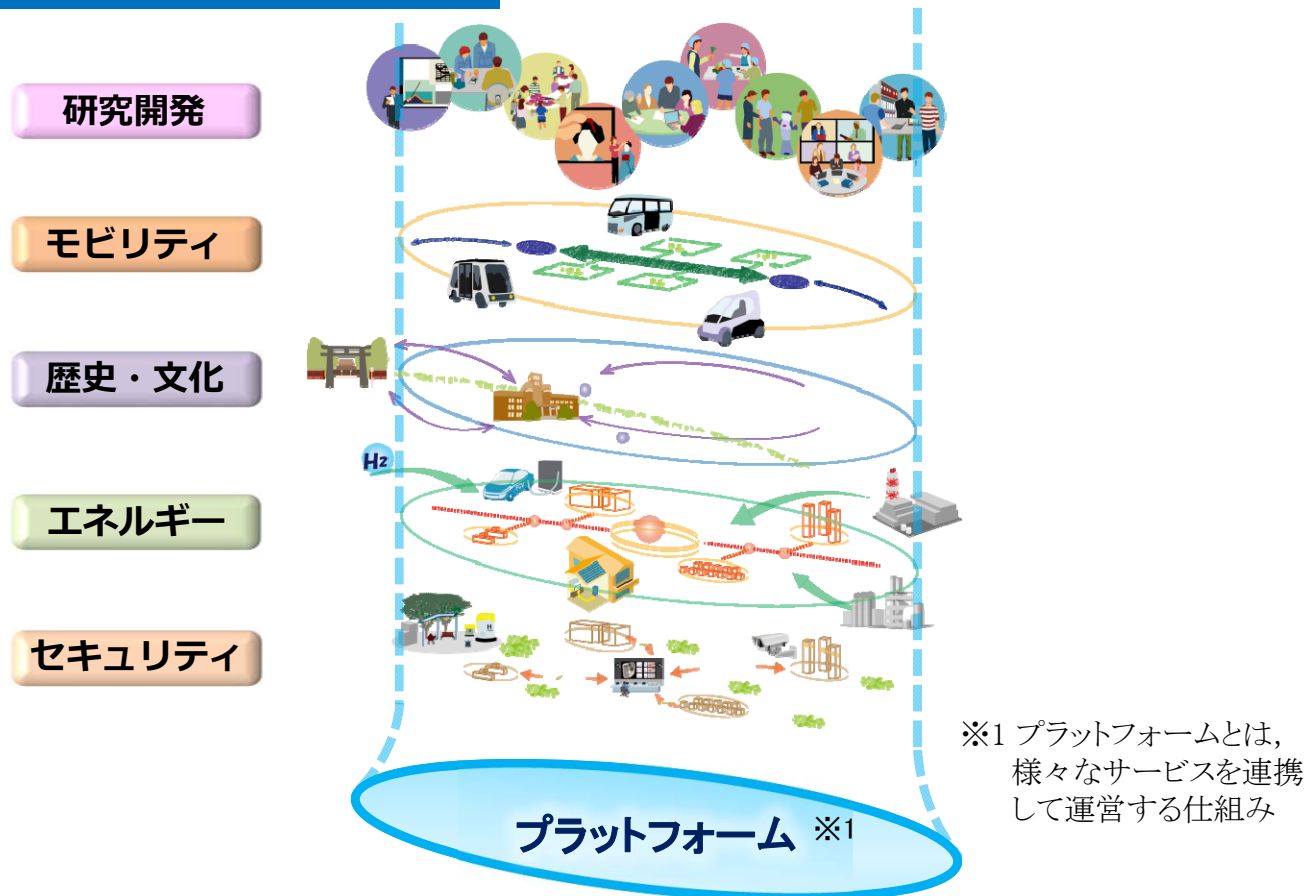 研究開発
モビリティ
歴史・文化
H2
エネルギー
セキュリティ
※1 プラットフォームとは,
様々なサービスを連携
して運営する仕組み
プラットフォーム ※1